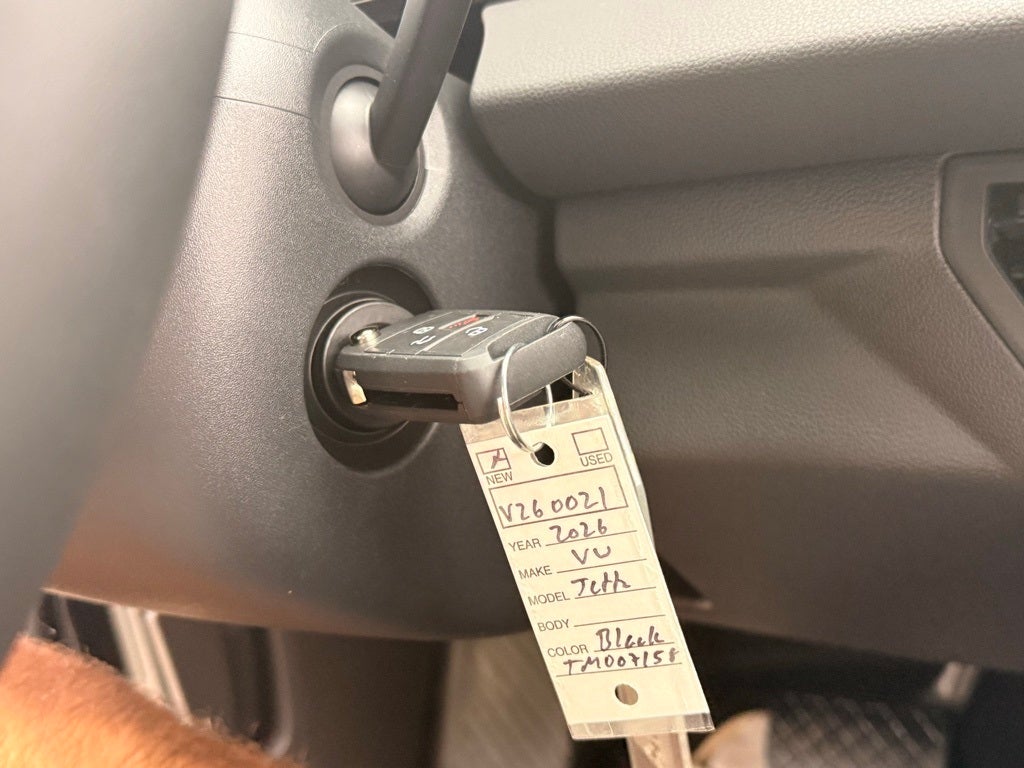 NEW USED
V260021
YEAR 2026
MAKE VW
MODEL Jetta
BODY
COLOR Black
TM007158